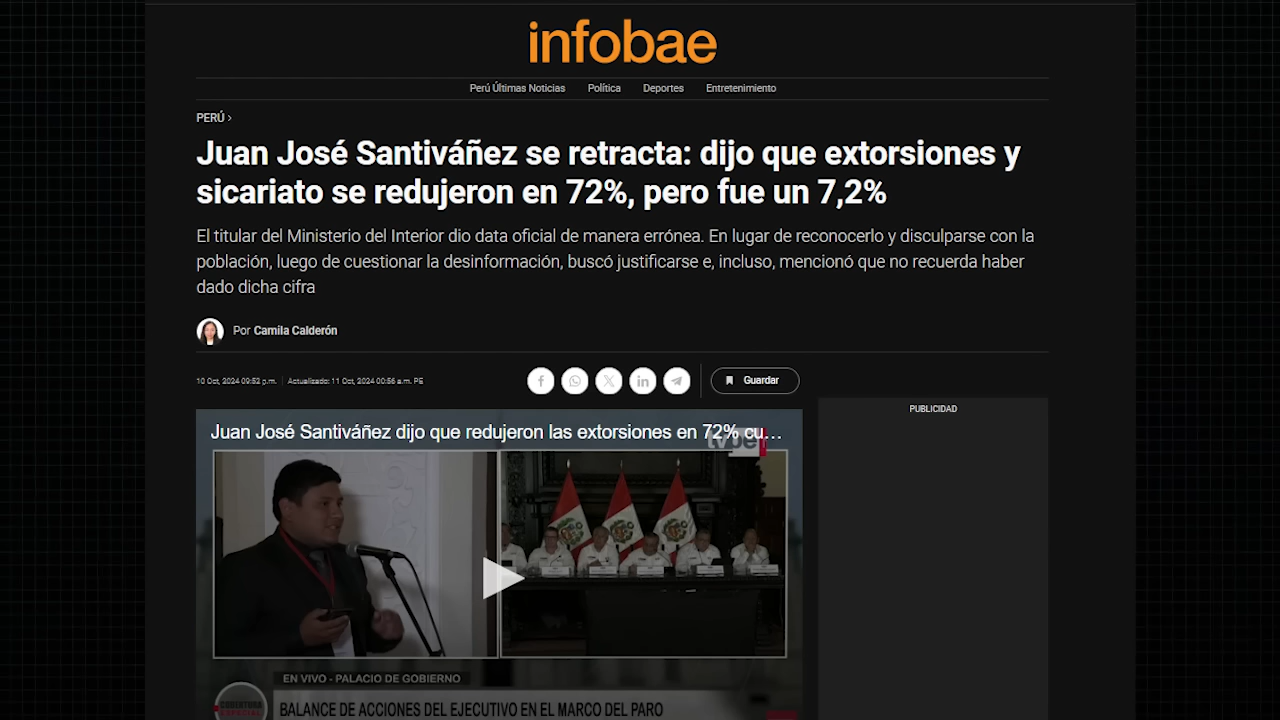 infobae
Perú Últimas Noticias Política Deportes Entretenimiento
PERÚ ›
Juan José Santiváñez se retracta: dijo que extorsiones y
sicariato se redujeron en 72%, pero fue un 7,2%
El titular del Ministerio del Interior dio data oficial de manera errónea. En lugar de reconocerlo y disculparse con la
población, luego de cuestionar la desinformación, buscó justificarse e, incluso, mencionó que no recuerda haber
dado dicha cifra
Por Camila Calderón
10 Oct, 2024 09:52 p.m. | Actualizado: 11 Oct, 2024 00:56 a.m. PE
Guardar
PUBLICIDAD
Juan José Santiváñez dijo que redujeron las extorsiones en 72% cu…
EN VIVO - PALACIO DE GOBIERNO
BALANCE DE ACCIONES DEL EJECUTIVO EN EL MARCO DEL PARO